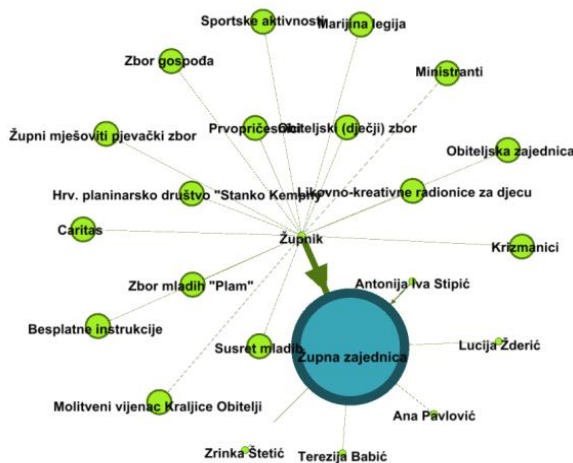 Sportske aktivnosti
Marijina legija
Zbor gospođa
Ministranti
Prvopričesnici
Obiteljski (dječji) zbor
Župni mješoviti pjevački zbor
Obiteljska zajednica
Hrv. planinarsko društvo "Stanko Kempny"
Likovno-kreativne radionice za djecu
Caritas
Župnik
Krizmanici
Zbor mladih "Plam"
Antonija Iva Stipić
Besplatne instrukcije
Susret mladih
Župna zajednica
Lucija Žderić
Molitveni vijenac Kraljice Obitelji
Ana Pavlović
Zrinka Štetić
Terezija Babić